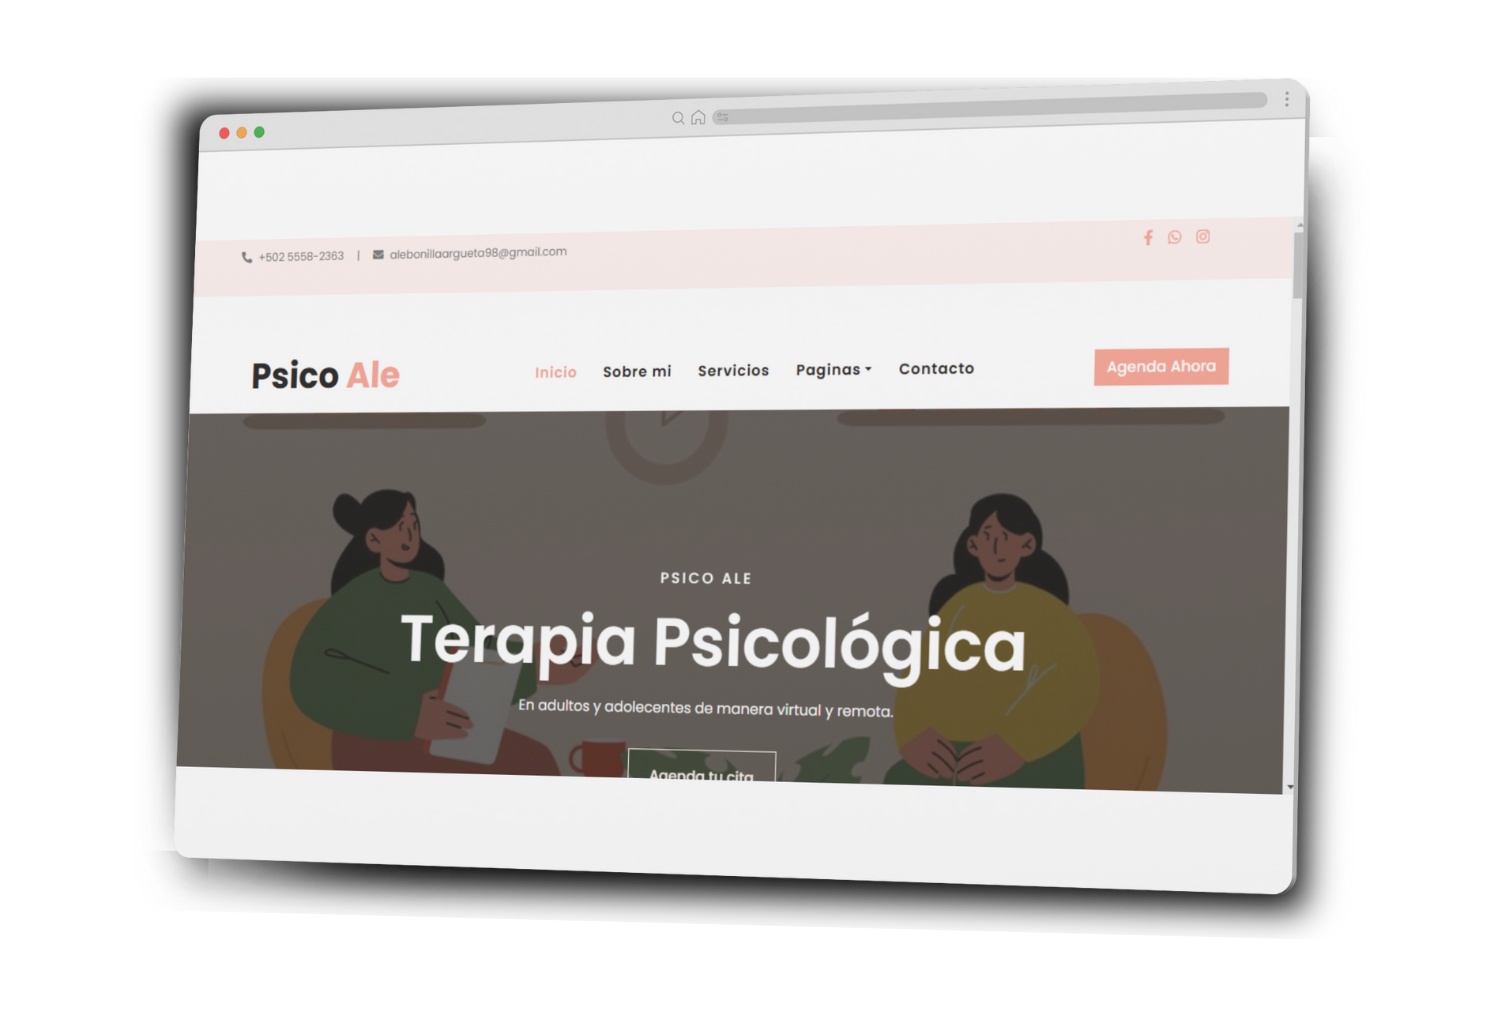 +502 5558-2363 | alebonillaargueta98@gmail.com
Psico Ale
Inicio Sobre mi Servicios Paginas Contacto
Agenda Ahora
PSICO ALE
Terapia Psicológica
En adultos y adolecentes de manera virtual y remota.
Agenda tu cita